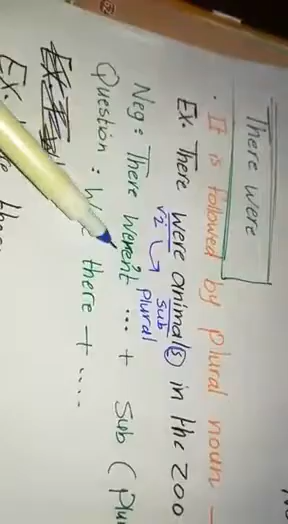 There were
. It is followed by plural noun
Ex. There were animals in the zoo
v2 sub
plural
Neg: There weren't ... + Sub (Plu
Question : W there + ....
Ex.